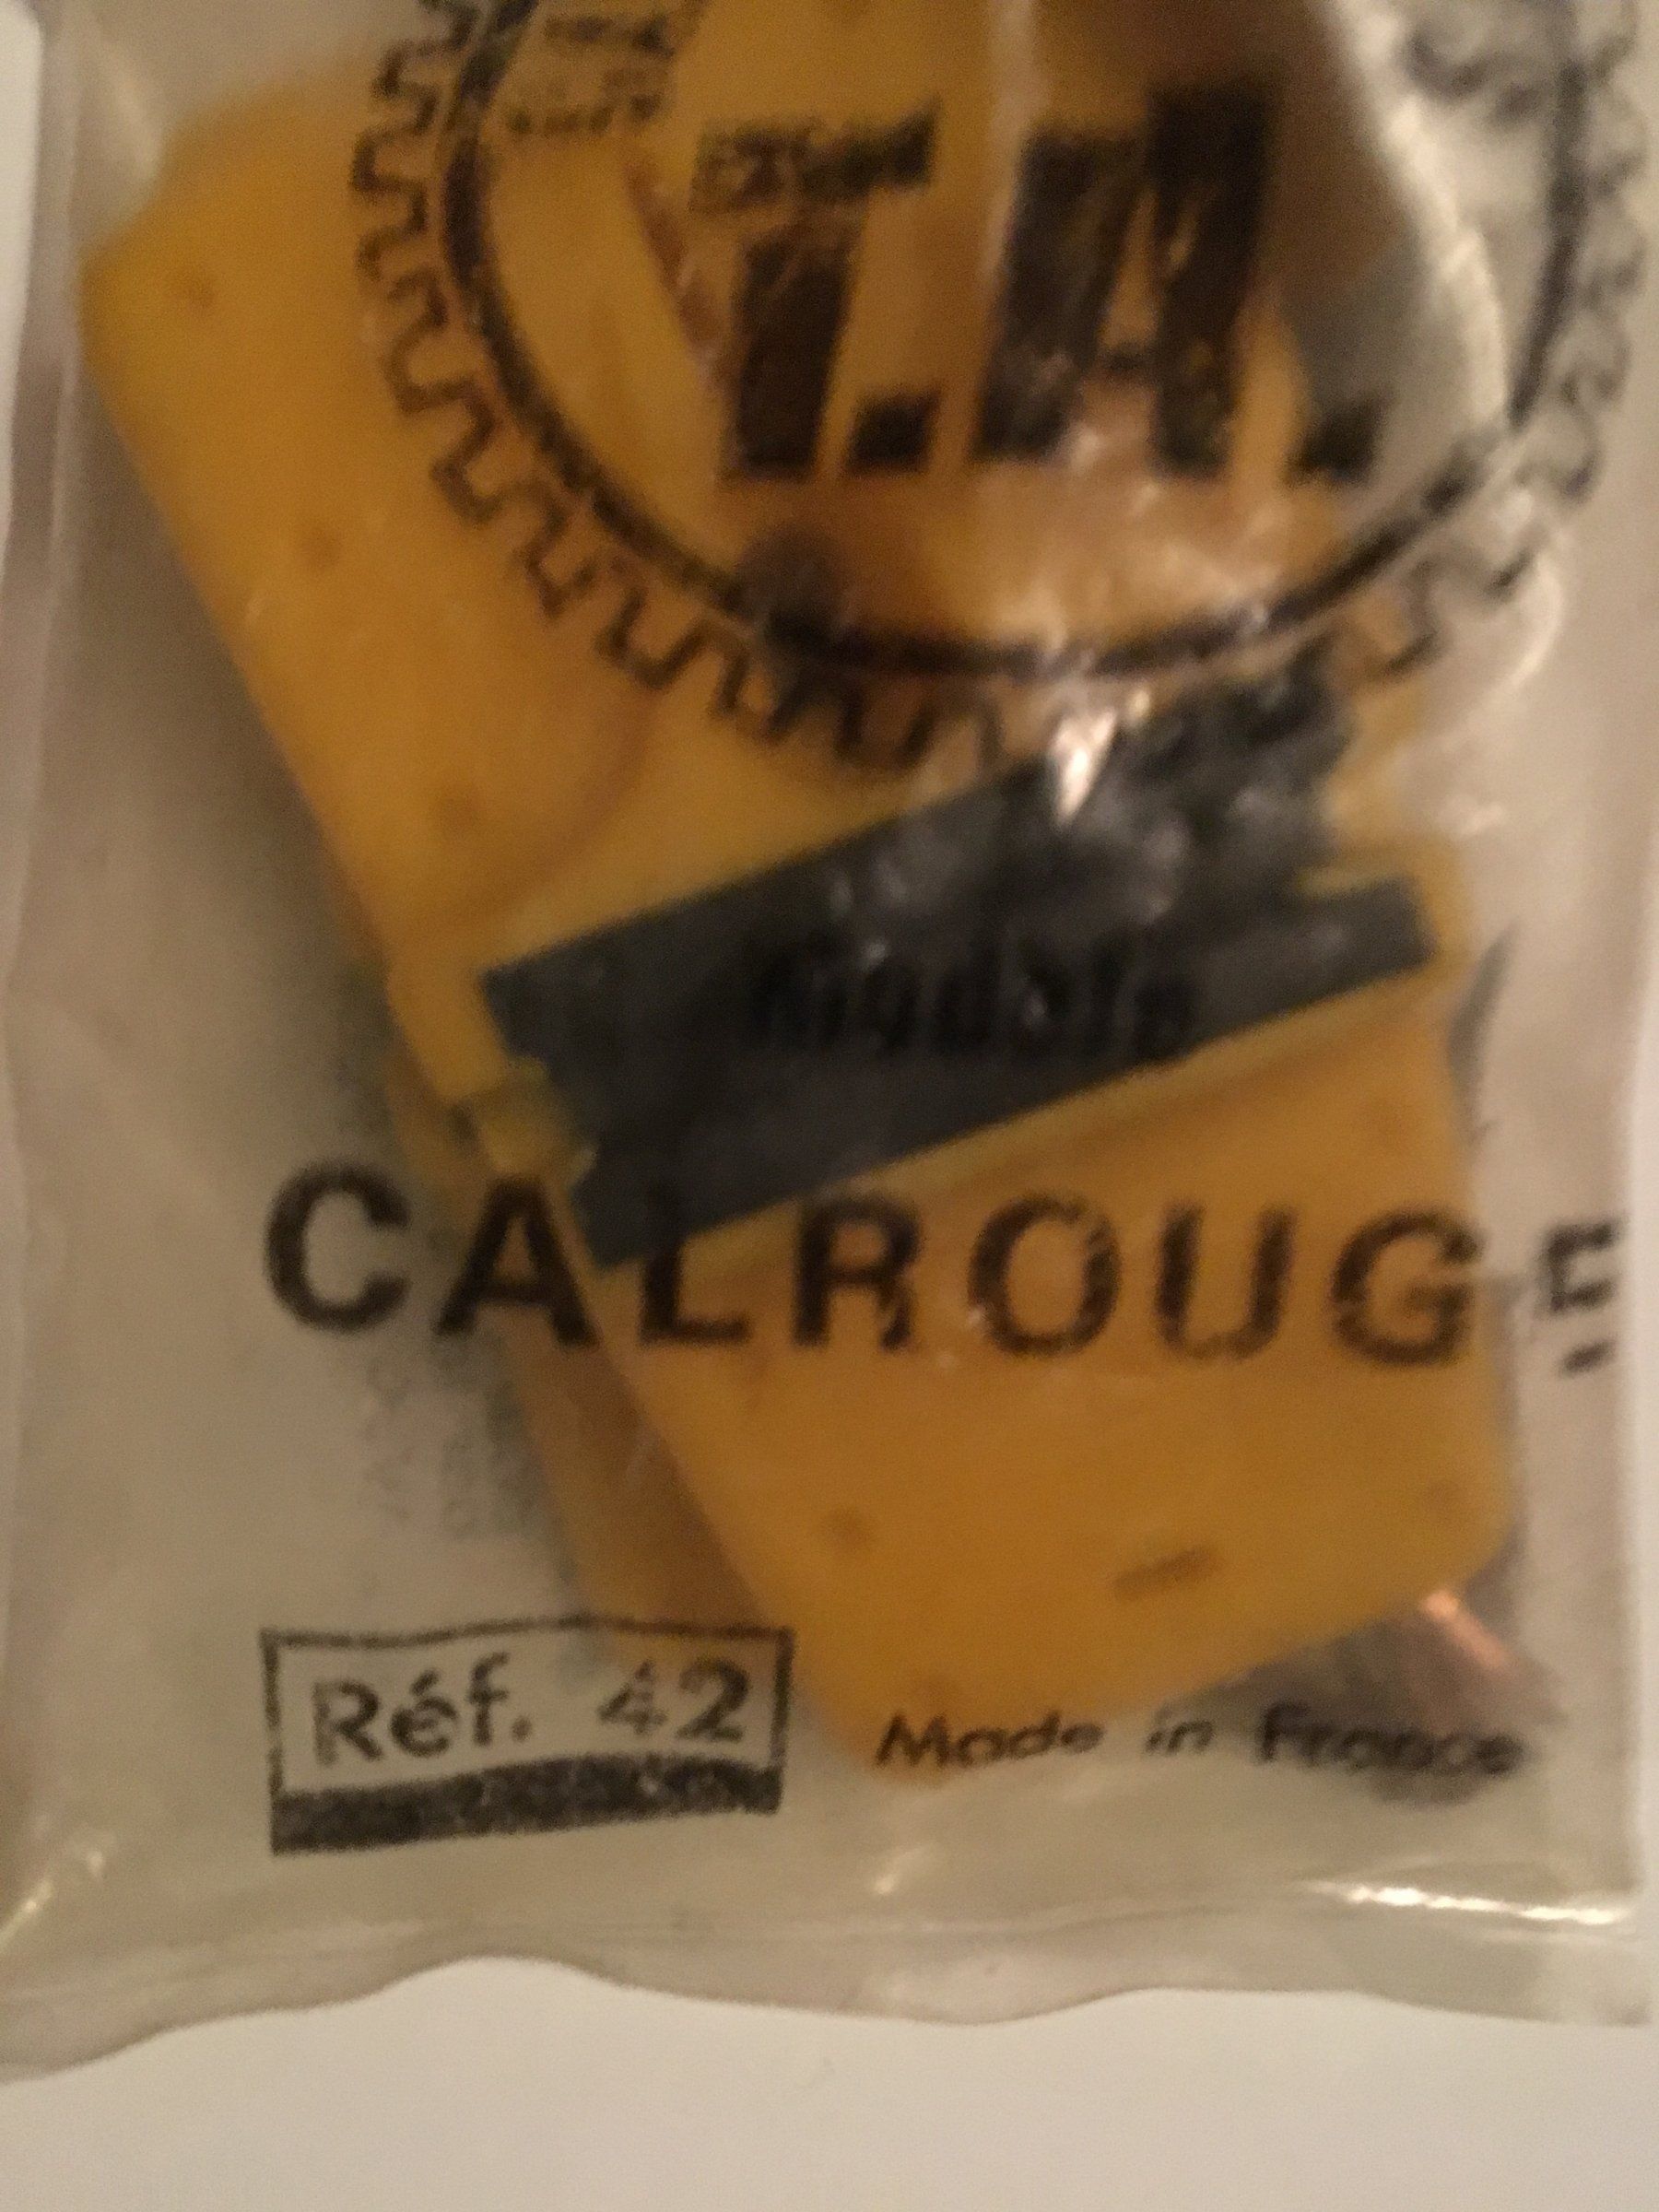 T.A.
CALROUGE
Réf. 42
Made in France